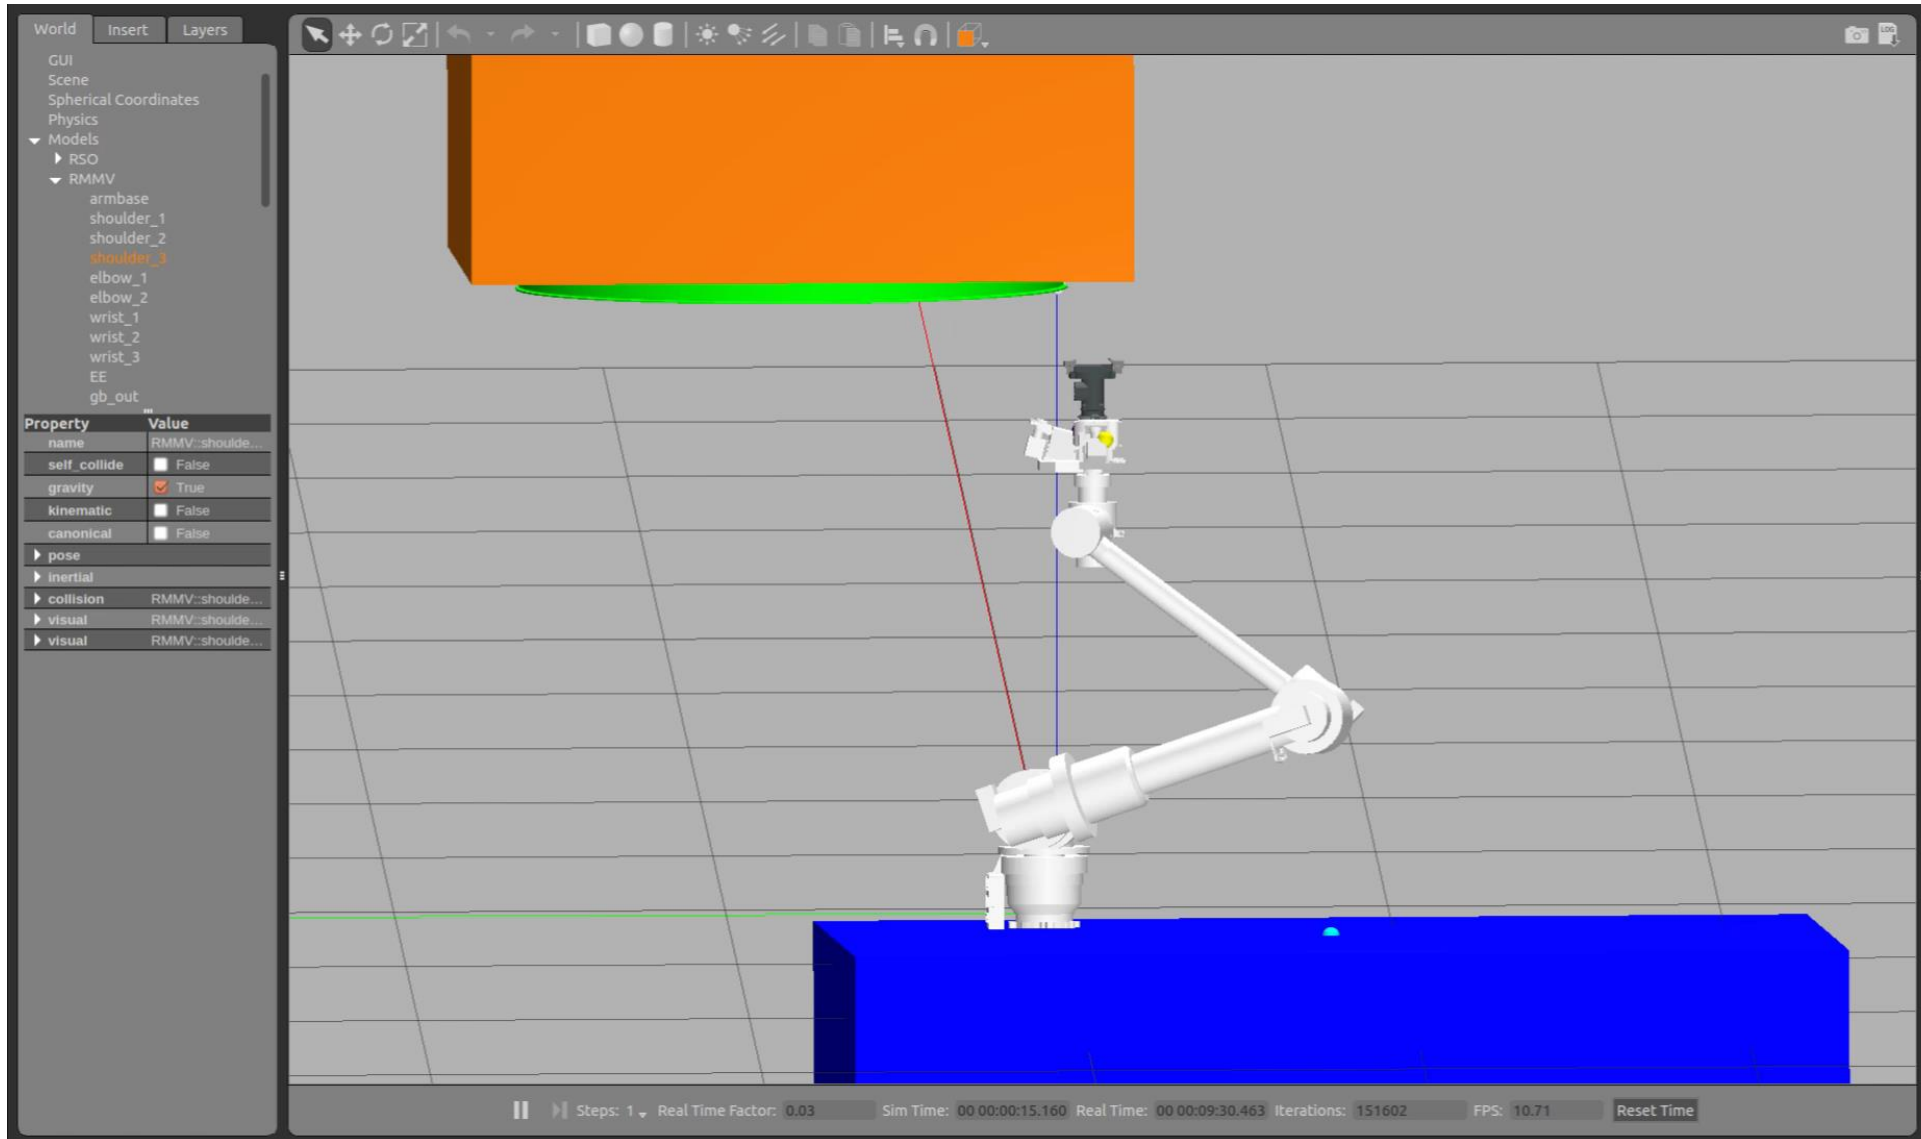 World Insert Layers
GUI
Scene
Spherical Coordinates
Physics
Models
RSO
RMMV
armbase
shoulder_1
shoulder_2
shoulder_3
elbow_1
elbow_2
wrist_1
wrist_2
wrist_3
EE
gb_out
Property Value
name RMMV::shoulde...
self_collide False
gravity True
kinematic False
canonical False
pose
inertial
collision RMMV::shoulde...
visual RMMV::shoulde...
visual RMMV::shoulde...
LOG
Steps: 1 Real Time Factor: 0.03 Sim Time: 00 00:00:15.160 Real Time: 00 00:09:30.463 Iterations: 151602 FPS: 10.71 Reset Time